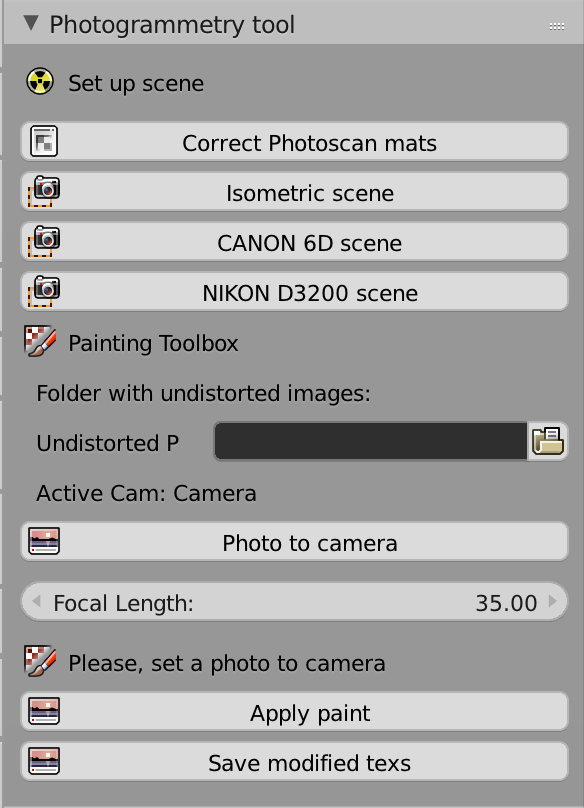 Photogrammetry tool
Set up scene
Correct Photoscan mats
Isometric scene
CANON 6D scene
NIKON D3200 scene
Painting Toolbox
Folder with undistorted images:
Undistorted P
Active Cam: Camera
Photo to camera
Focal Length: 35.00
Please, set a photo to camera
Apply paint
Save modified texs